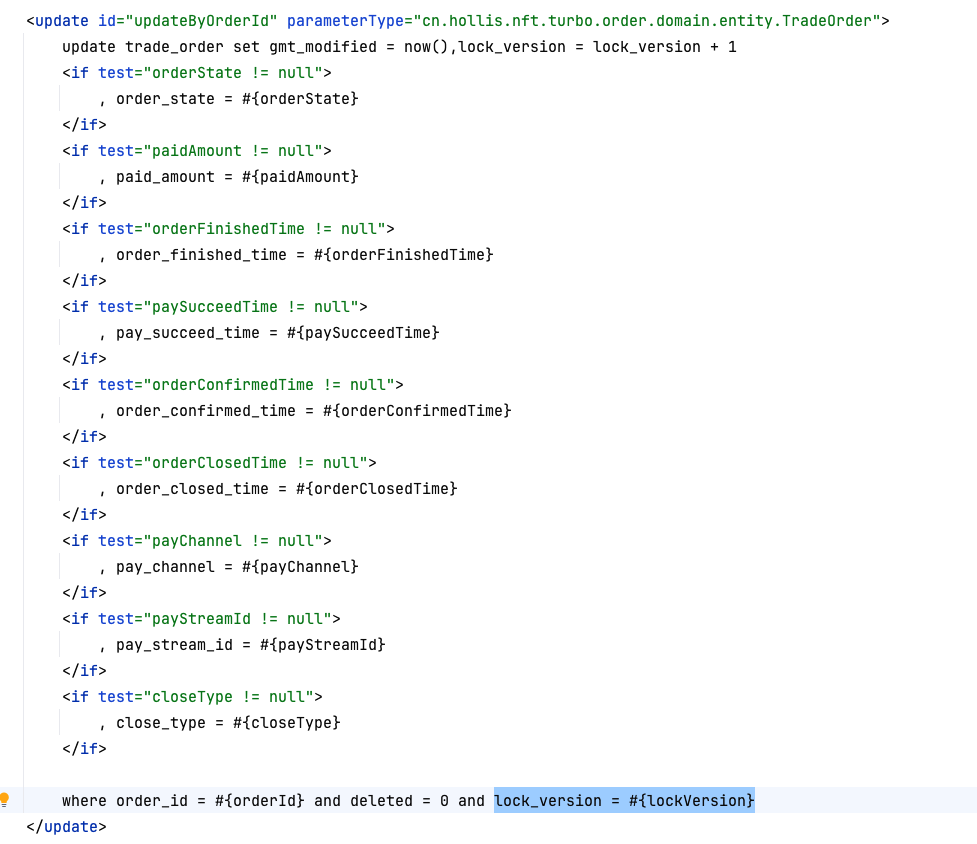 <update id="updateByOrderId" parameterType="cn.hollis.nft.turbo.order.domain.entity.TradeOrder">
    update trade_order set gmt_modified = now(),lock_version = lock_version + 1
    <if test="orderState != null">
        , order_state = #{orderState}
    </if>
    <if test="paidAmount != null">
        , paid_amount = #{paidAmount}
    </if>
    <if test="orderFinishedTime != null">
        , order_finished_time = #{orderFinishedTime}
    </if>
    <if test="paySucceedTime != null">
        , pay_succeed_time = #{paySucceedTime}
    </if>
    <if test="orderConfirmedTime != null">
        , order_confirmed_time = #{orderConfirmedTime}
    </if>
    <if test="orderClosedTime != null">
        , order_closed_time = #{orderClosedTime}
    </if>
    <if test="payChannel != null">
        , pay_channel = #{payChannel}
    </if>
    <if test="payStreamId != null">
        , pay_stream_id = #{payStreamId}
    </if>
    <if test="closeType != null">
        , close_type = #{closeType}
    </if>
    where order_id = #{orderId} and deleted = 0 and lock_version = #{lockVersion}
</update>